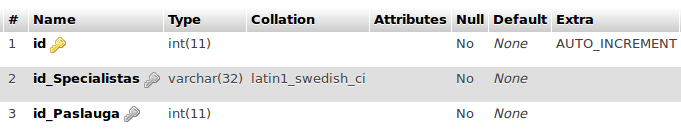 # Name Type Collation Attributes Null Default Extra
1 id int(11) No None AUTO_INCREMENT
2 id_Specialistas varchar(32) latin1_swedish_ci No None
3 id_Paslauga int(11) No None